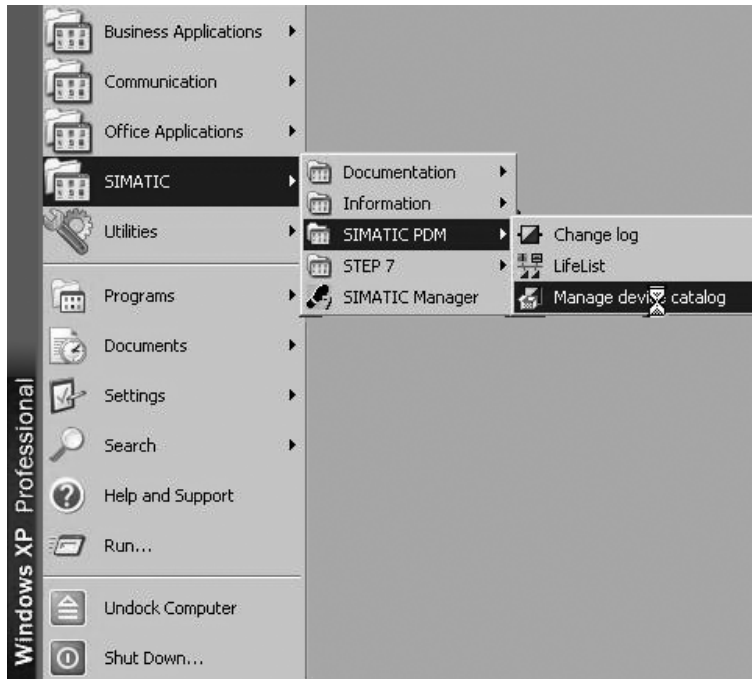 Business Applications
Communication
Office Applications
SIMATIC
Utilities
Programs
Documents
Settings
Search
Help and Support
Run...
Undock Computer
Shut Down...
Windows XP Professional
Documentation
Information
SIMATIC PDM
STEP 7
SIMATIC Manager
Change log
LifeList
Manage device catalog